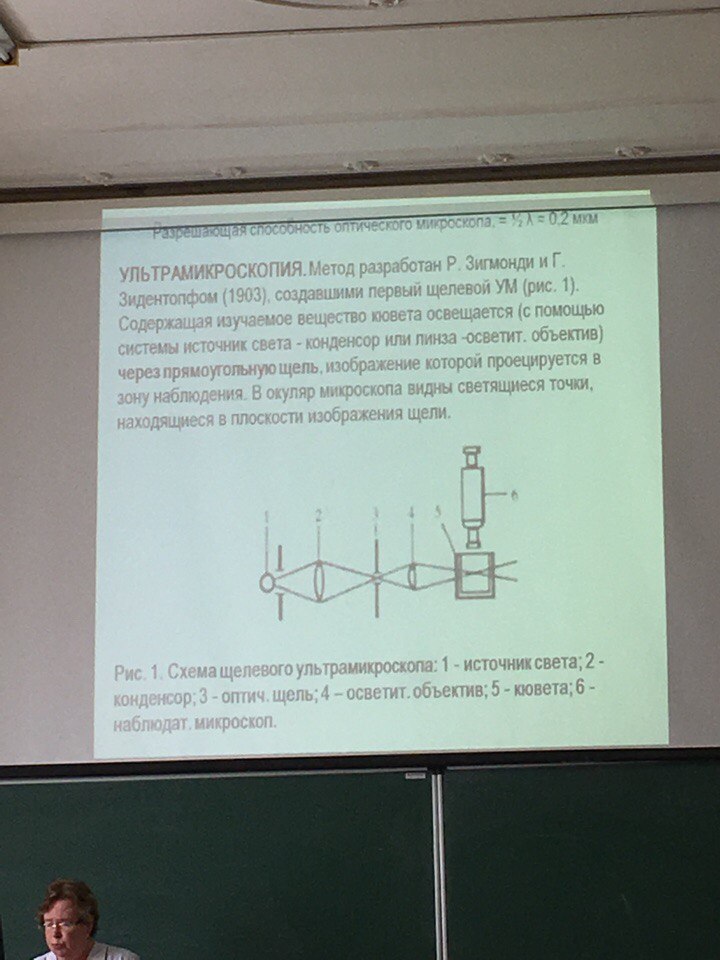 Разрешающая способность оптического микроскопа, = ½ λ = 0,2 мкм
УЛЬТРАМИКРОСКОПИЯ. Метод разработан Р. Зигмонди и Г.
Зидентопфом (1903), создавшими первый щелевой УМ (рис. 1).
Содержащая изучаемое вещество кювета освещается (с помощью
системы источник света - конденсор или линза -осветит. объектив)
через прямоугольную щель, изображение которой проецируется в
зону наблюдения. В окуляр микроскопа видны светящиеся точки,
находящиеся в плоскости изображения щели.
1 2 3 4 5 6
Рис. 1. Схема щелевого ультрамикроскопа: 1 - источник света; 2 -
конденсор; 3 - оптич. щель; 4 – осветит. объектив; 5 - кювета; 6 -
наблюдат. микроскоп.